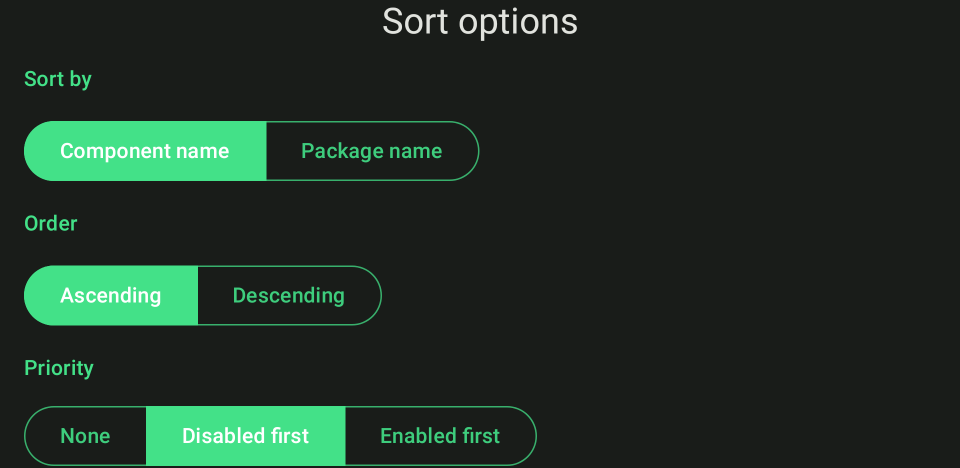 Sort options
Sort by
Component name Package name
Order
Ascending Descending
Priority
None Disabled first Enabled first